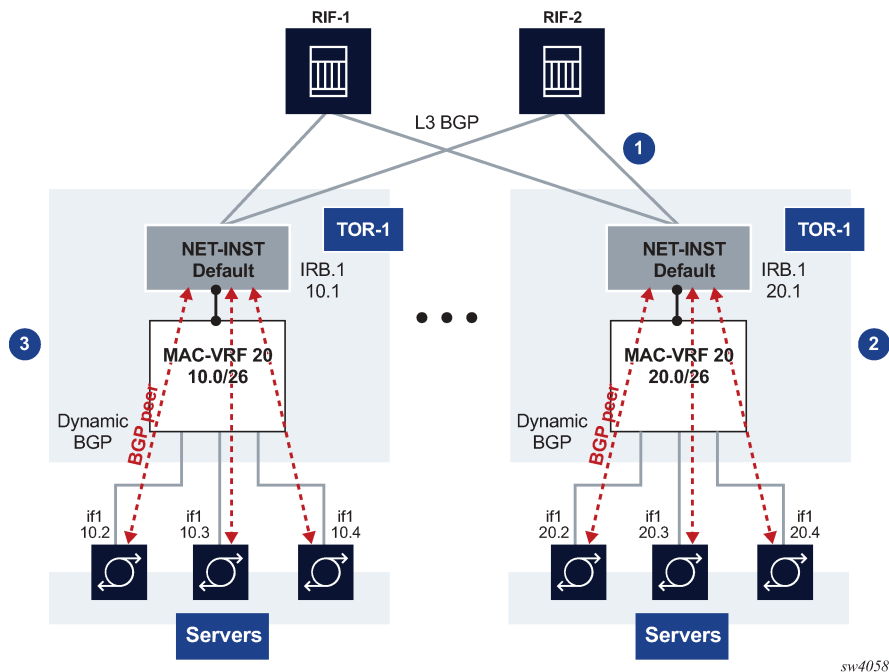 RIF-1
RIF-2
L3 BGP
1
TOR-1
TOR-1
NET-INST
Default
IRB.1
10.1
NET-INST
Default
IRB.1
20.1
3
MAC-VRF 20
10.0/26
MAC-VRF 20
20.0/26
2
Dynamic
BGP
BGP peer
Dynamic
BGP
BGP peer
if1
10.2
if1
10.3
if1
10.4
if1
20.2
if1
20.3
if1
20.4
Servers
Servers
sw4058